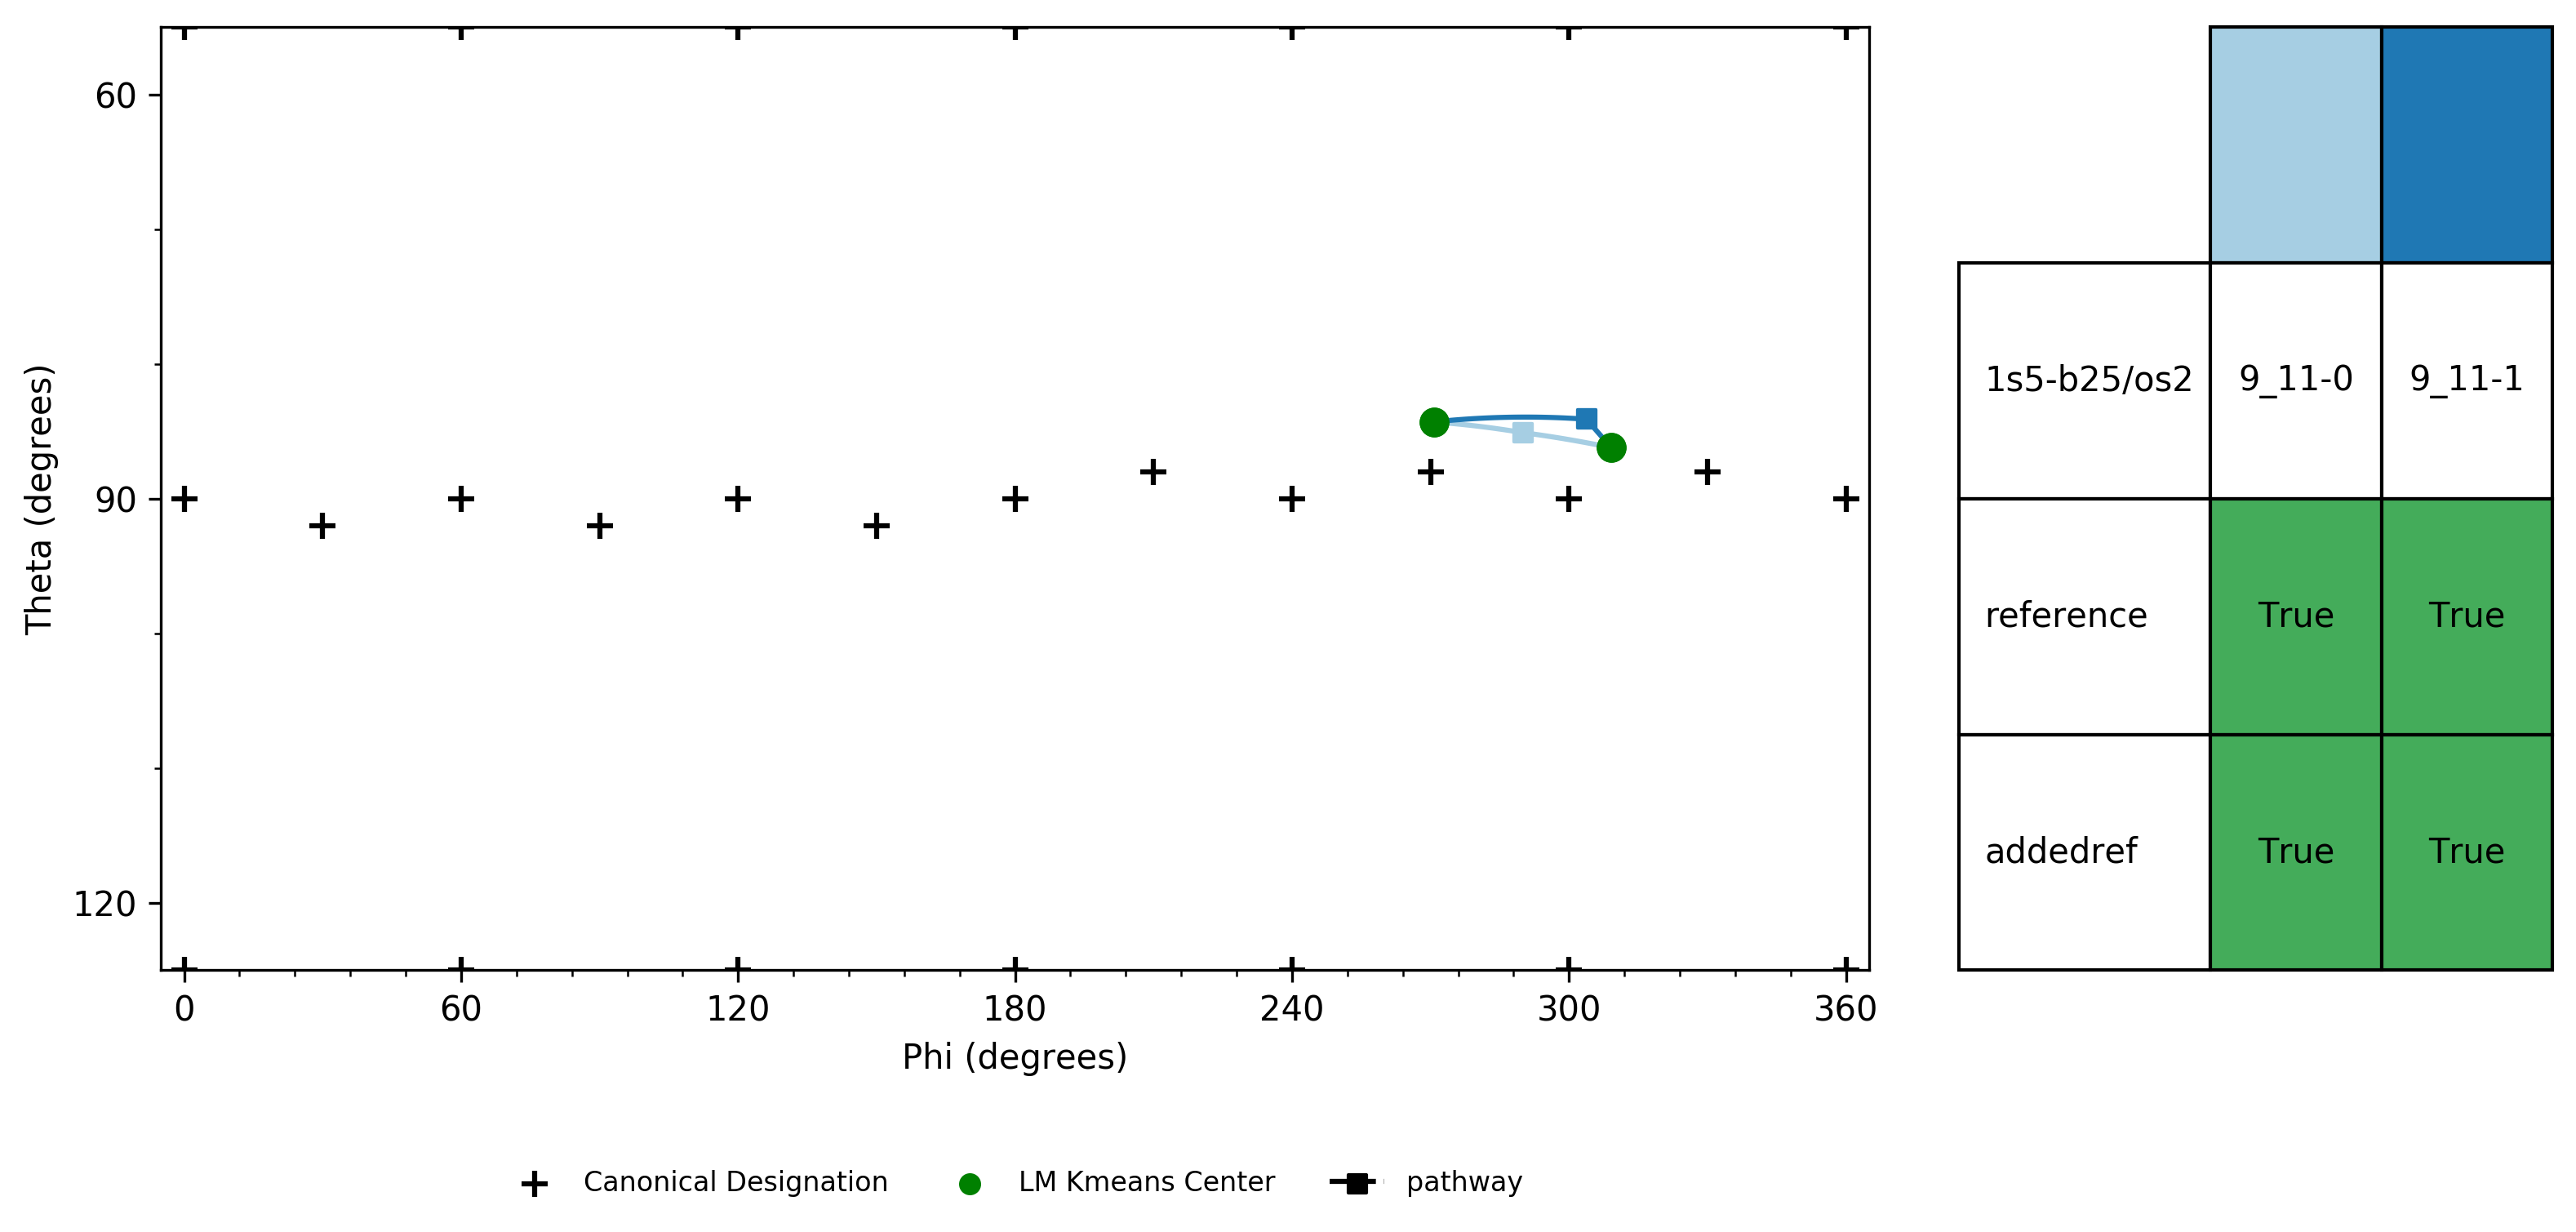 60
90
120
Theta (degrees)
0 60 120 180 240 300 360
Phi (degrees)
Canonical Designation LM Kmeans Center pathway
1s5-b25/os2 9_11-0 9_11-1
reference True True
addedref True True